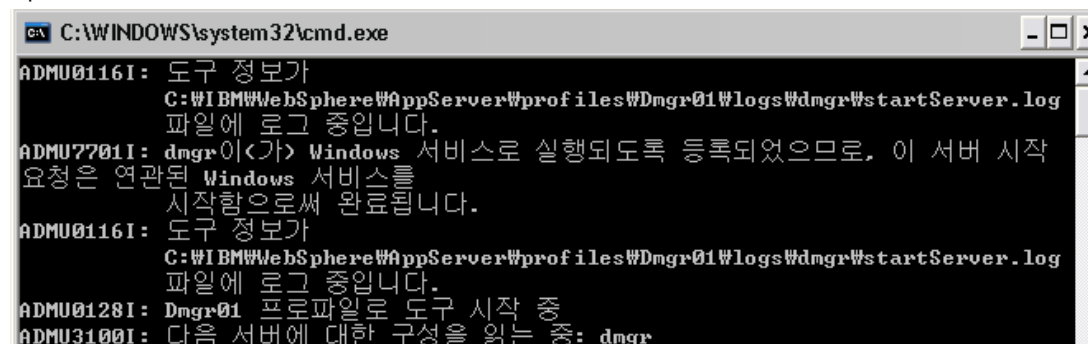 C:\WINDOWS\system32\cmd.exe
ADMU0116I: 도구 정보가
C:₩IBM₩WebSphere₩AppServer₩profiles₩Dmgr01₩logs₩dmgr₩startServer.log
파일에 로그 중입니다.
ADMU7701I: dmgr이<가> Windows 서비스로 실행되도록 등록되었으므로, 이 서버 시작
요청은 연관된 Windows 서비스를
시작함으로써 완료됩니다.
ADMU0116I: 도구 정보가
C:₩IBM₩WebSphere₩AppServer₩profiles₩Dmgr01₩logs₩dmgr₩startServer.log
파일에 로그 중입니다.
ADMU0128I: Dmgr01 프로파일로 도구 시작 중
ADMU3100I: 다음 서버에 대한 구성을 읽는 중: dmgr